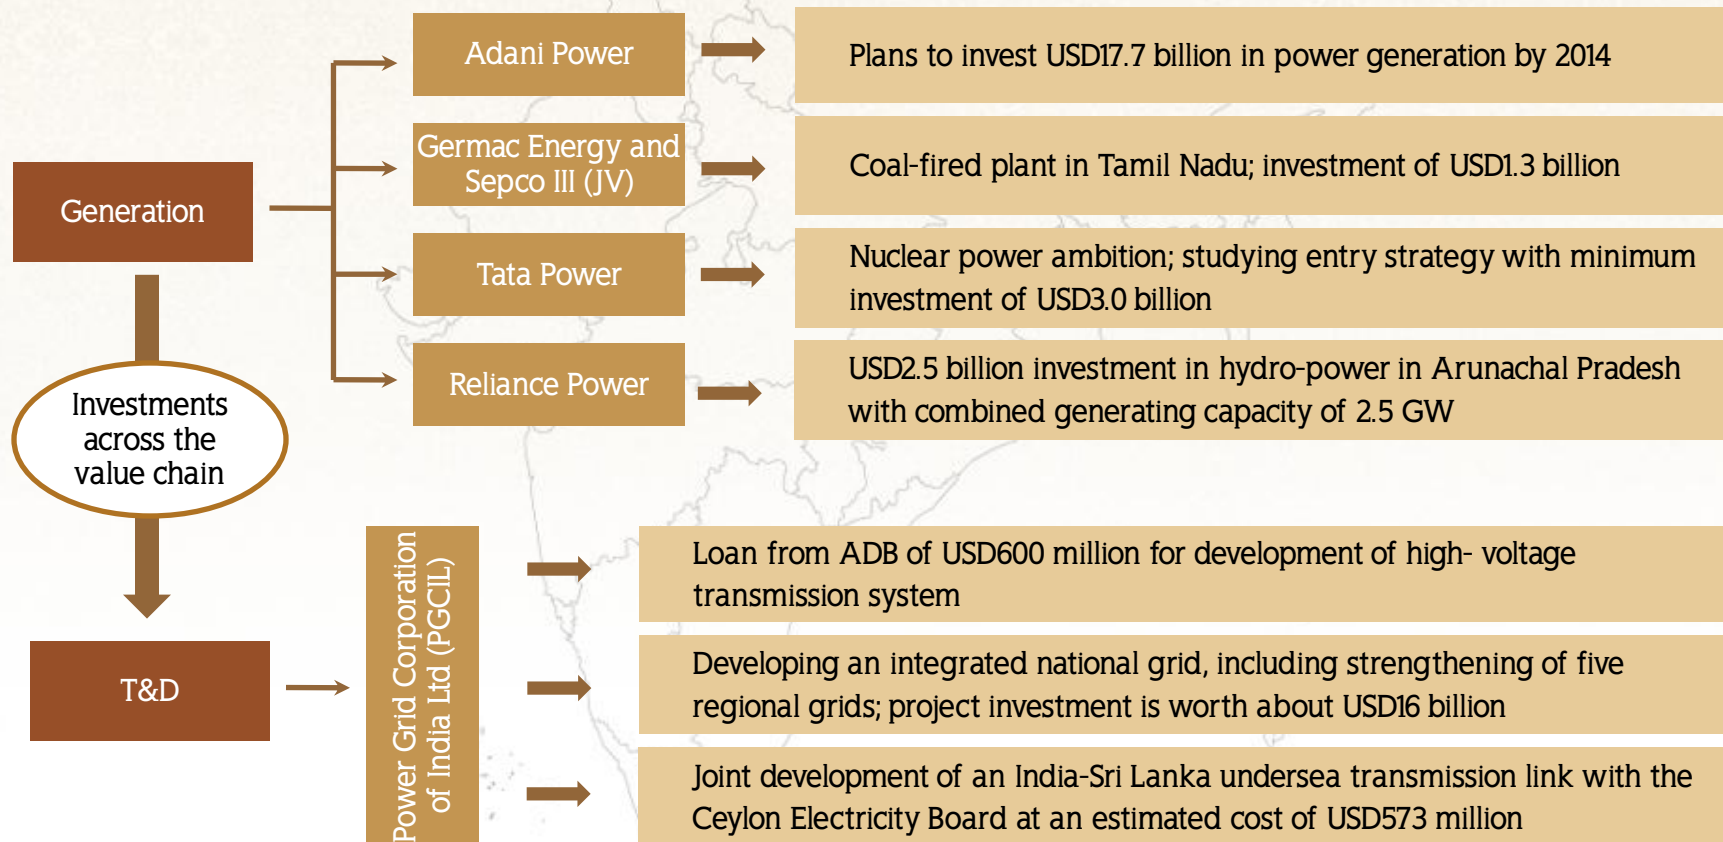 Adani Power
Plans to invest USD17.7 billion in power generation by 2014
Germac Energy and
Sepco III (JV)
Coal-fired plant in Tamil Nadu; investment of USD1.3 billion
Generation
Tata Power
Nuclear power ambition; studying entry strategy with minimum
investment of USD3.0 billion
Reliance Power
USD2.5 billion investment in hydro-power in Arunachal Pradesh
with combined generating capacity of 2.5 GW
Investments
across the
value chain
T&D
Power Grid Corporation
of India Ltd (PGCIL)
Loan from ADB of USD600 million for development of high- voltage
transmission system
Developing an integrated national grid, including strengthening of five
regional grids; project investment is worth about USD16 billion
Joint development of an India-Sri Lanka undersea transmission link with the
Ceylon Electricity Board at an estimated cost of USD573 million